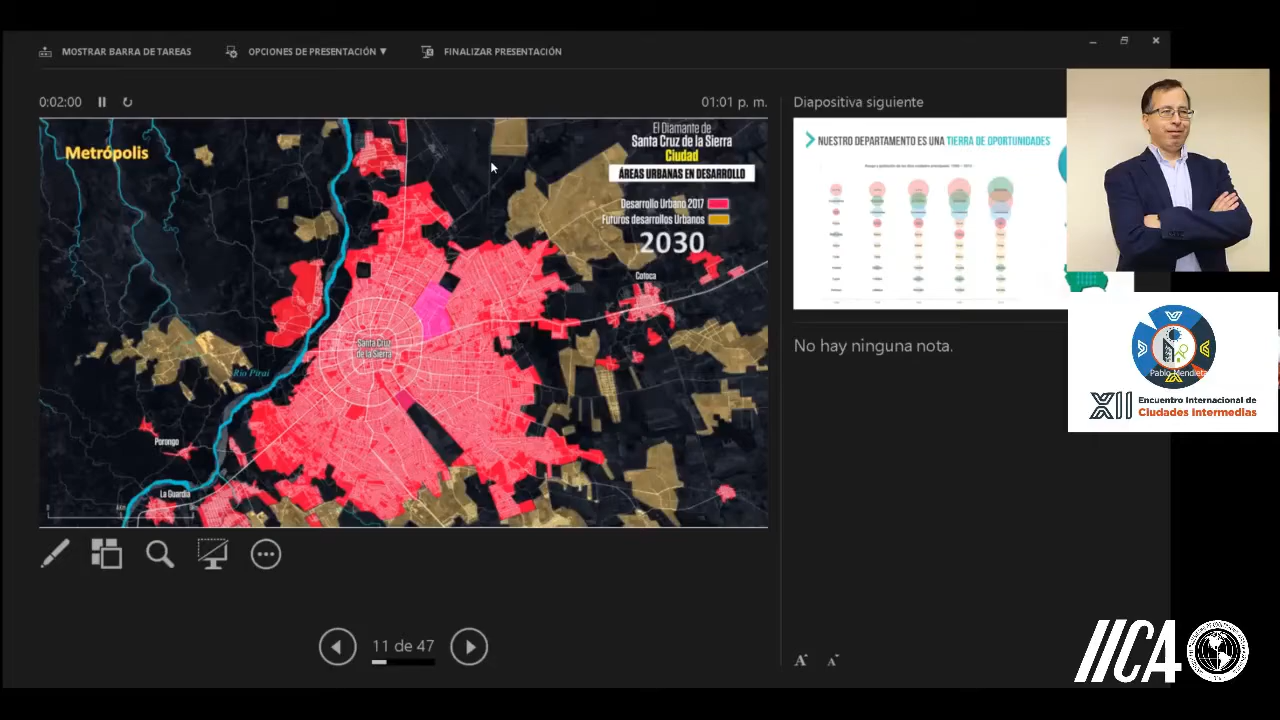 MOSTRAR BARRA DE TAREAS
OPCIONES DE PRESENTACIÓN ▼
FINALIZAR PRESENTACIÓN
0:02:00
01:01 p. m.
Metrópolis
El Diamante de
Santa Cruz de la Sierra
Ciudad
ÁREAS URBANAS EN DESARROLLO
Desarrollo Urbano 2017
Futuros desarrollos Urbanos
2030
Cotoca
Santa Cruz
de la Sierra
Río Piraí
Porongo
La Guardia
Diapositiva siguiente
NUESTRO DEPARTAMENTO ES UNA TIERRA DE OPORTUNIDADES
No hay ninguna nota.
Pablo Mendieta
XII
Encuentro Internacional de
Ciudades Intermedias
11 de 47
A
A
IICA